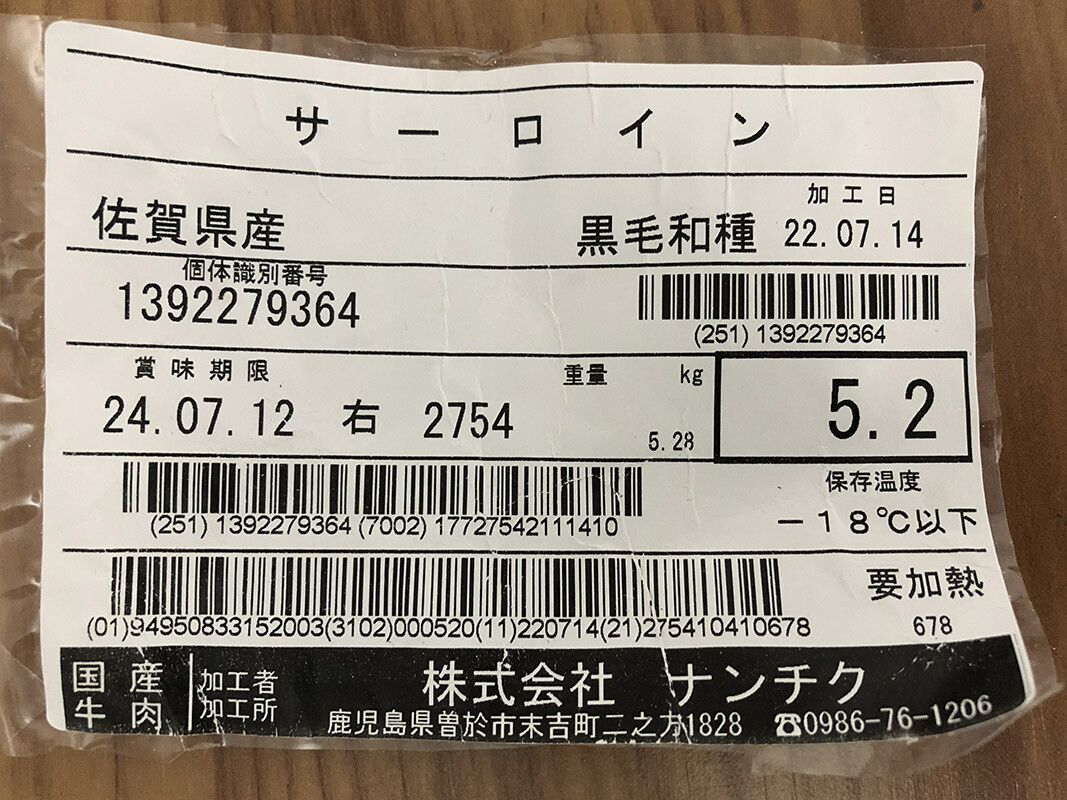 サーロイン
佐賀県産 黒毛和種 加工日 22.07.14
個体識別番号
1392279364
(251) 1392279364
賞味期限 重量 kg
24.07.12 右 2754 5.28 5.2
保存温度
(251) 1392279364 (7002) 17727542111410
－18℃以下
要加熱
(01)94950833152003(3102)000520(11)220714(21)275410410678
678
国産牛肉 加工者 加工所 株式会社 ナンチク
鹿児島県曽於市末吉町二之方1828 ☎0986-76-1206